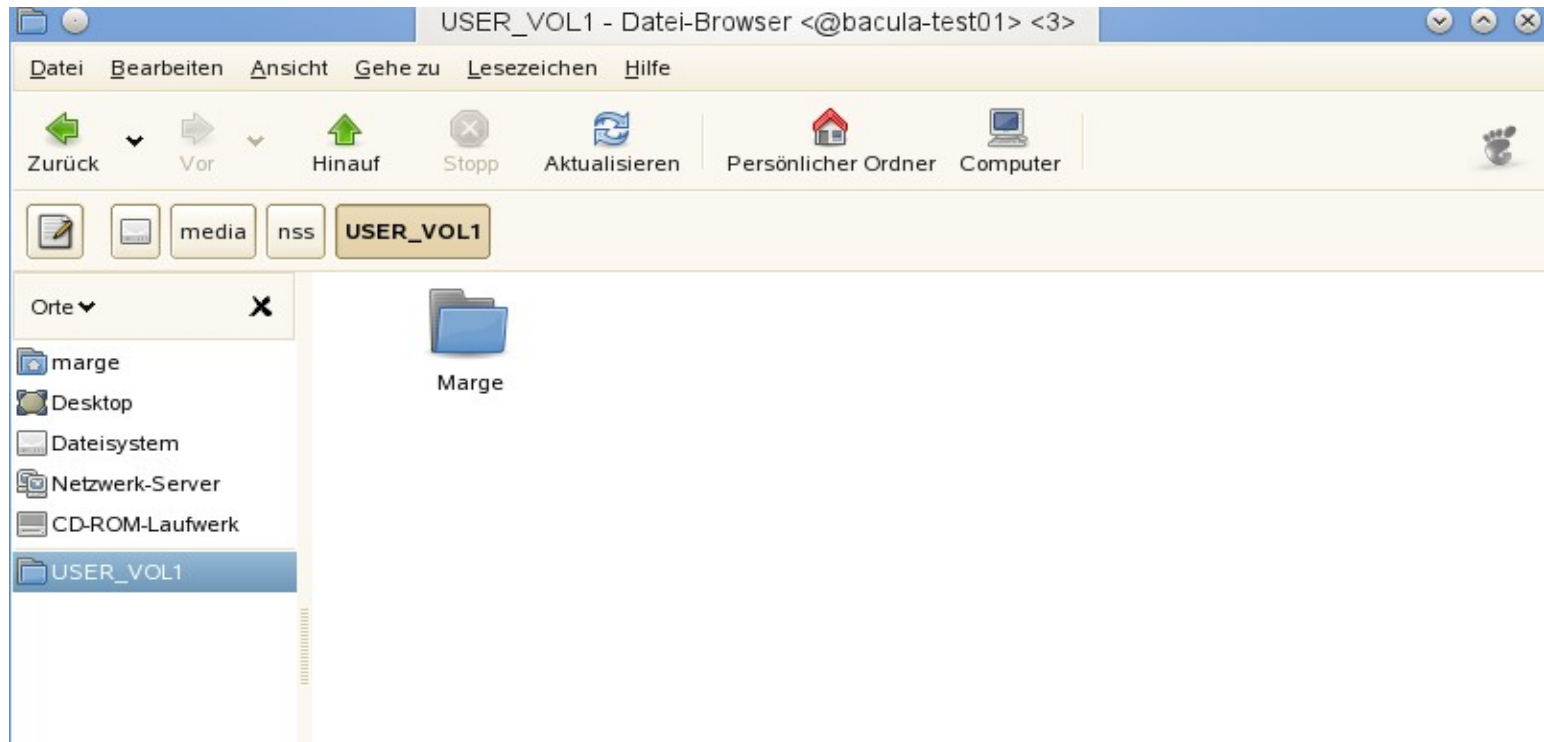 USER_VOL1 - Datei-Browser <@bacula-test01> <3>
Datei Bearbeiten Ansicht Gehe zu Lesezeichen Hilfe
Zurück Vor Hinauf Stopp Aktualisieren Persönlicher Ordner Computer
media nss USER_VOL1
Orte
marge
Desktop
Dateisystem
Netzwerk-Server
CD-ROM-Laufwerk
USER_VOL1
Marge